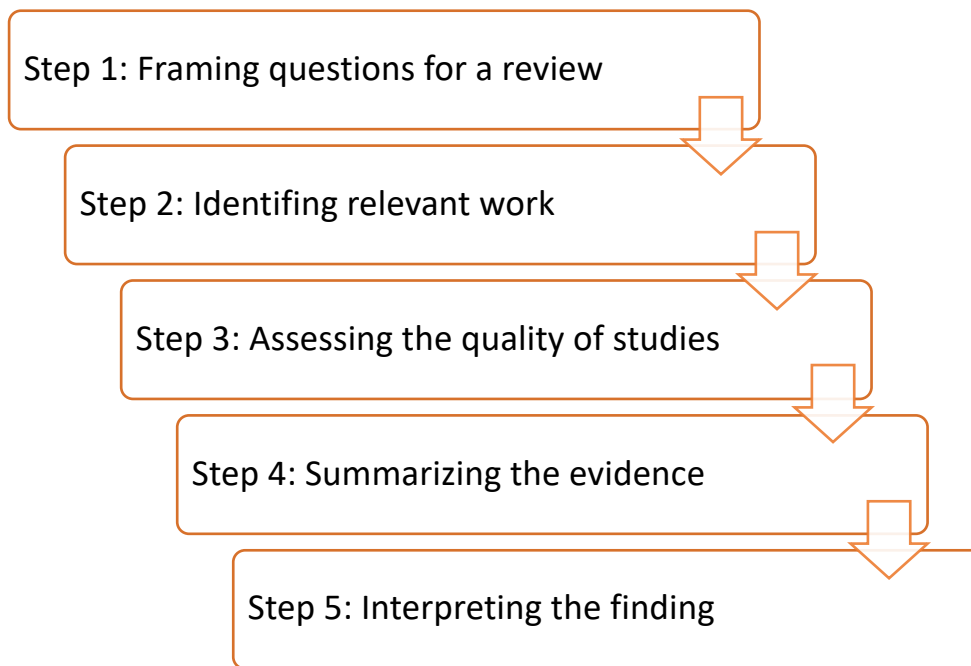 Step 1: Framing questions for a review
Step 2: Identifing relevant work
Step 3: Assessing the quality of studies
Step 4: Summarizing the evidence
Step 5: Interpreting the finding